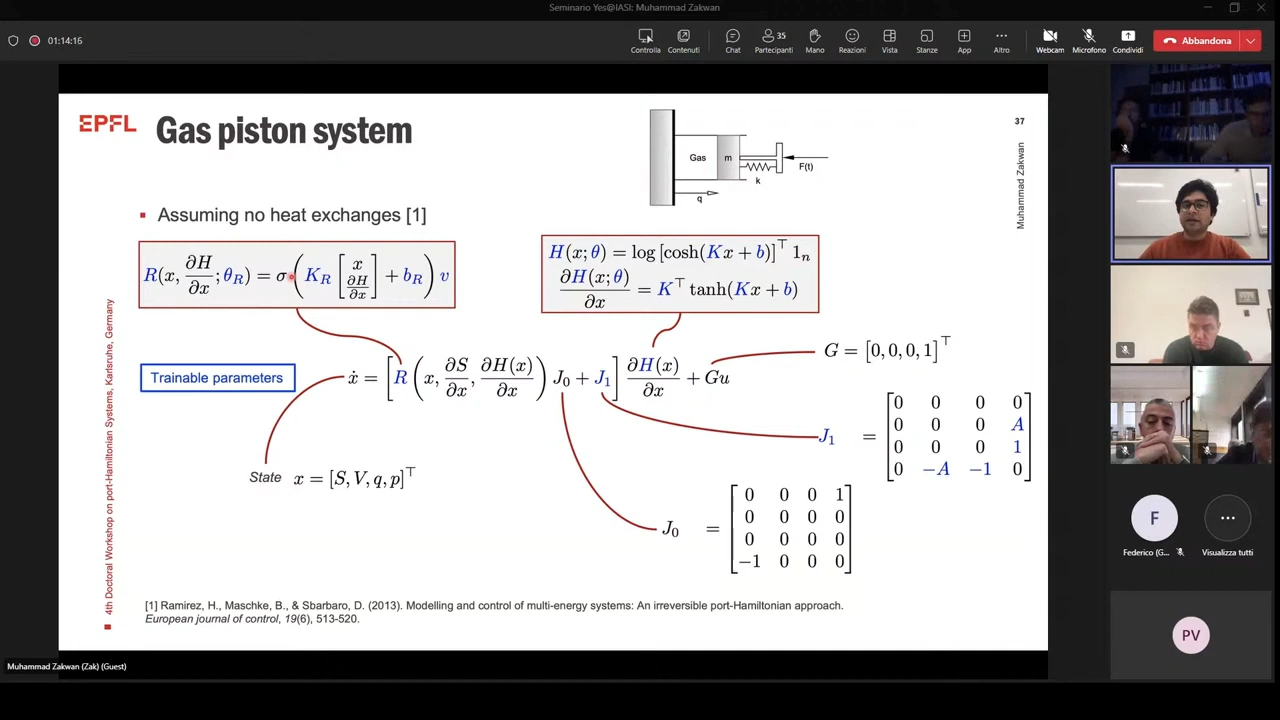 Seminario Yes@IASI: Muhammad Zakwan
01:14:16
Controlla
Contenuti
Chat
35
Partecipanti
Mano
Reazioni
Vista
Stanze
App
Altro
Webcam
Microfono
Condividi
Abbandona
EPFL
Gas piston system
37
Muhammad Zakwan
4th Doctoral Workshop on port-Hamiltonian Systems, Karlsruhe, Germany
Gas
m
k
F(t)
q
Assuming no heat exchanges [1]
R(x, ∂H/∂x; θ_R) = σ(K_R [x; ∂H/∂x] + b_R) v
H(x; θ) = log [cosh(Kx + b)]^⊤ 1_n
∂H(x; θ)/∂x = K^⊤ tanh(Kx + b)
G = [0, 0, 0, 1]^⊤
Trainable parameters
ẋ = [R(x, ∂S/∂x, ∂H(x)/∂x) J_0 + J_1] ∂H(x)/∂x + Gu
J_1 =
0 0 0 0
0 0 0 A
0 0 0 1
0 −A −1 0
State x = [S, V, q, p]^⊤
J_0 =
0 0 0 1
0 0 0 0
0 0 0 0
−1 0 0 0
[1] Ramirez, H., Maschke, B., & Sbarbaro, D. (2013). Modelling and control of multi-energy systems: An irreversible port-Hamiltonian approach.
European journal of control, 19(6), 513-520.
Muhammad Zakwan (Zak) (Guest)
F
Federico (G...
...
Visualizza tutti
PV